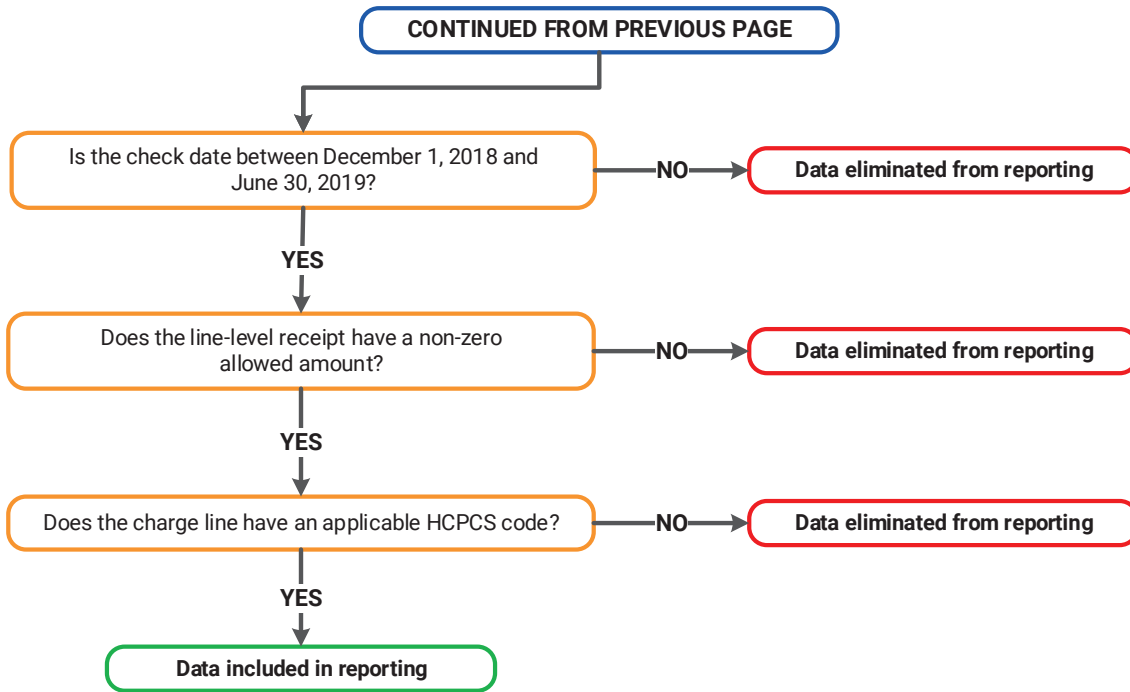 CONTINUED FROM PREVIOUS PAGE
Is the check date between December 1, 2018 and
June 30, 2019?
NO
Data eliminated from reporting
YES
Does the line-level receipt have a non-zero
allowed amount?
NO
Data eliminated from reporting
YES
Does the charge line have an applicable HCPCS code?
NO
Data eliminated from reporting
YES
Data included in reporting